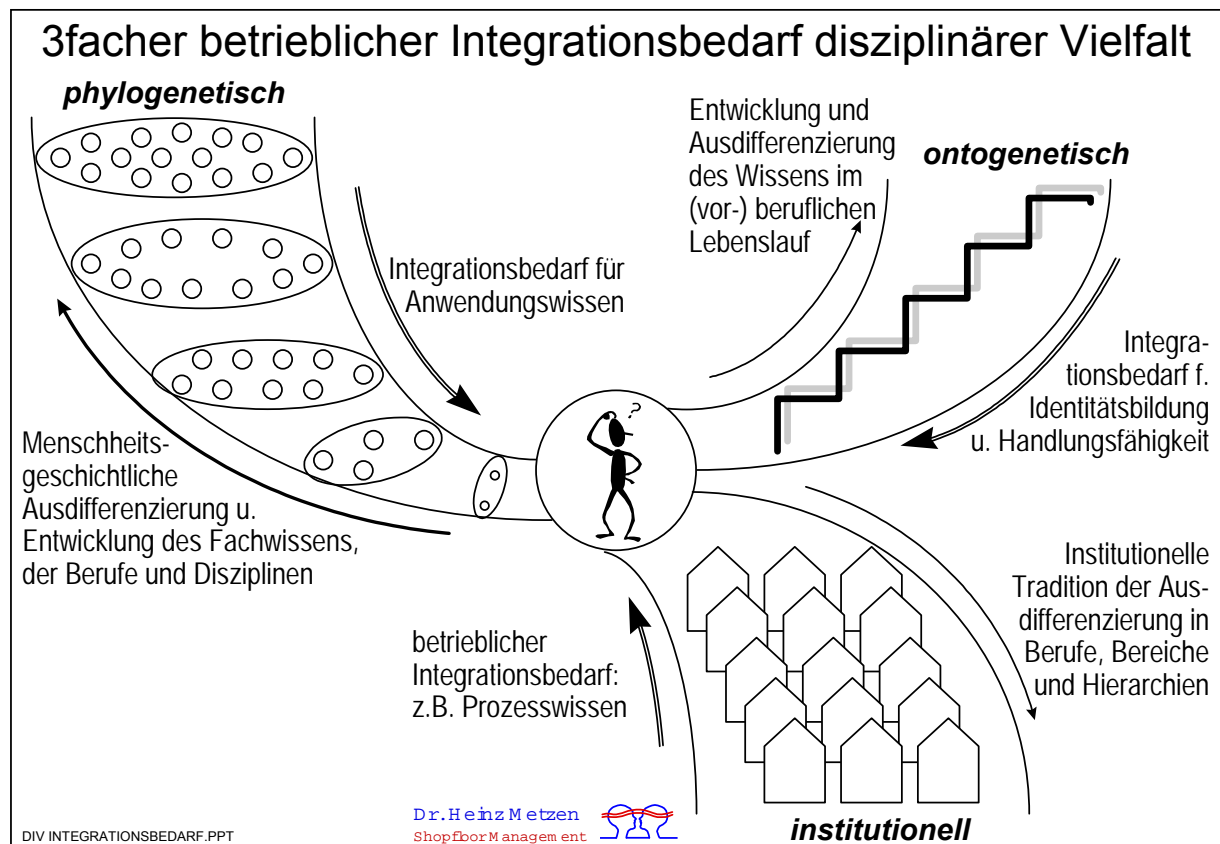 3facher betrieblicher Integrationsbedarf disziplinärer Vielfalt
phylogenetisch
Entwicklung und
Ausdifferenzierung
des Wissens im
(vor-) beruflichen
Lebenslauf
ontogenetisch
Integrationsbedarf für
Anwendungswissen
Integra-
tionsbedarf f.
Identitätsbildung
u. Handlungsfähigkeit
?
Menschheits-
geschichtliche
Ausdifferenzierung u.
Entwicklung des Fachwissens,
der Berufe und Disziplinen
Institutionelle
Tradition der Aus-
differenzierung in
Berufe, Bereiche
und Hierarchien
betrieblicher
Integrationsbedarf:
z.B. Prozesswissen
institutionell
Dr. Heinz Metzen
Shopfloor Management
DIV INTEGRATIONSBEDARF.PPT